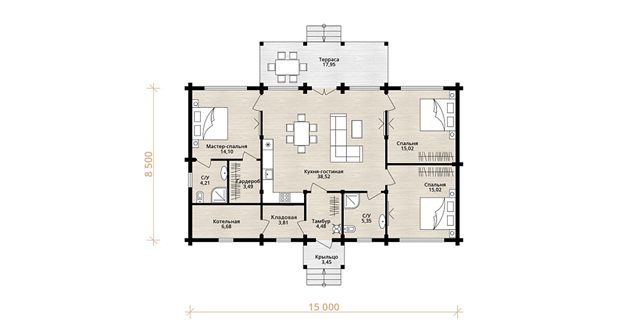 Терраса
17,95
Мастер-спальня
14,10
Спальня
15,02
Кухня-гостиная
38,52
С/У
4,21
Гардероб
3,49
Спальня
15,02
Котельная
6,68
Кладовая
3,81
Тамбур
4,48
С/У
5,35
Крыльцо
3,45
8 500
15 000